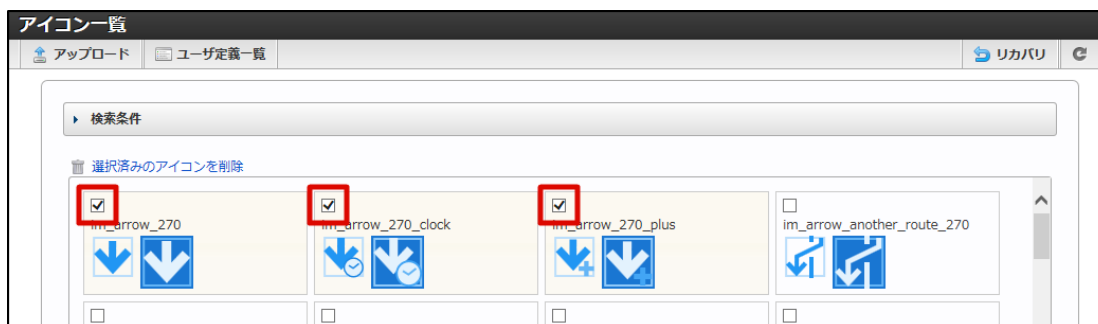 アイコン一覧
アップロード ユーザ定義一覧 リカバリ
検索条件
選択済みのアイコンを削除
im_arrow_270 im_arrow_270_clock im_arrow_270_plus im_arrow_another_route_270